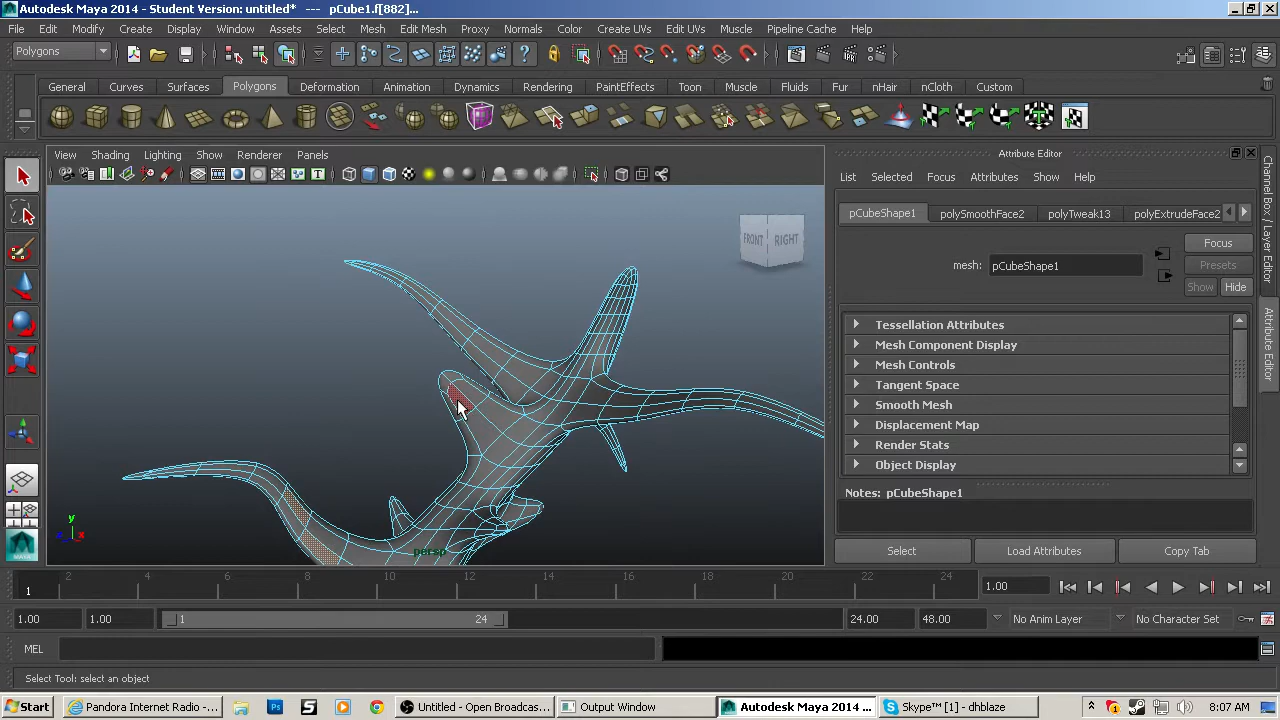 Autodesk Maya 2014 - Student Version: untitled*   ---   pCube1.f[882]...
File Edit Modify Create Display Window Assets Select Mesh Edit Mesh Proxy Normals Color Create UVs Edit UVs Muscle Pipeline Cache Help
Polygons
General Curves Surfaces Polygons Deformation Animation Dynamics Rendering PaintEffects Toon Muscle Fluids Fur nHair nCloth Custom
View Shading Lighting Show Renderer Panels
Attribute Editor
List Selected Focus Attributes Show Help
pCubeShape1 polySmoothFace2 polyTweak13 polyExtrudeFace2
Focus
mesh: pCubeShape1
Presets
Show Hide
FRONT RIGHT
Tessellation Attributes
Mesh Component Display
Mesh Controls
Tangent Space
Smooth Mesh
Displacement Map
Render Stats
Object Display
Notes: pCubeShape1
Select Load Attributes Copy Tab
Channel Box / Layer Editor
Attribute Editor
y
x
persp
2 4 6 8 10 12 14 16 18 20 22 24
1
1.00
1.00 1.00 1 24 24.00 48.00 No Anim Layer No Character Set
MEL
Select Tool: select an object
Start Pandora Internet Radio -... Untitled - Open Broadcas... Output Window Autodesk Maya 2014 ... Skype™ [1] - dhblaze 8:07 AM